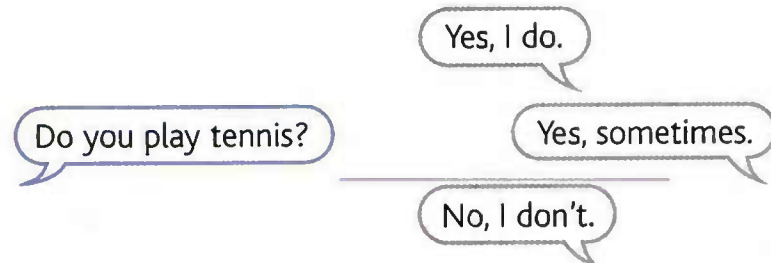 Yes, I do.
Do you play tennis?
Yes, sometimes.
No, I don't.